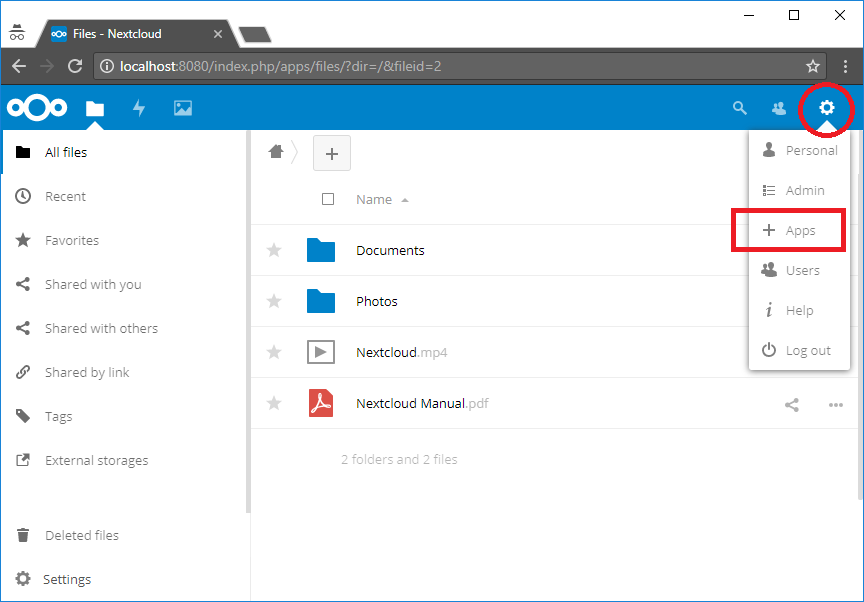 Files - Nextcloud
localhost:8080/index.php/apps/files/?dir=/&fileid=2
All files
Recent
Favorites
Shared with you
Shared with others
Shared by link
Tags
External storages
Deleted files
Settings
Name
Documents
Photos
Nextcloud.mp4
Nextcloud Manual.pdf
2 folders and 2 files
Personal
Admin
Apps
Users
Help
Log out